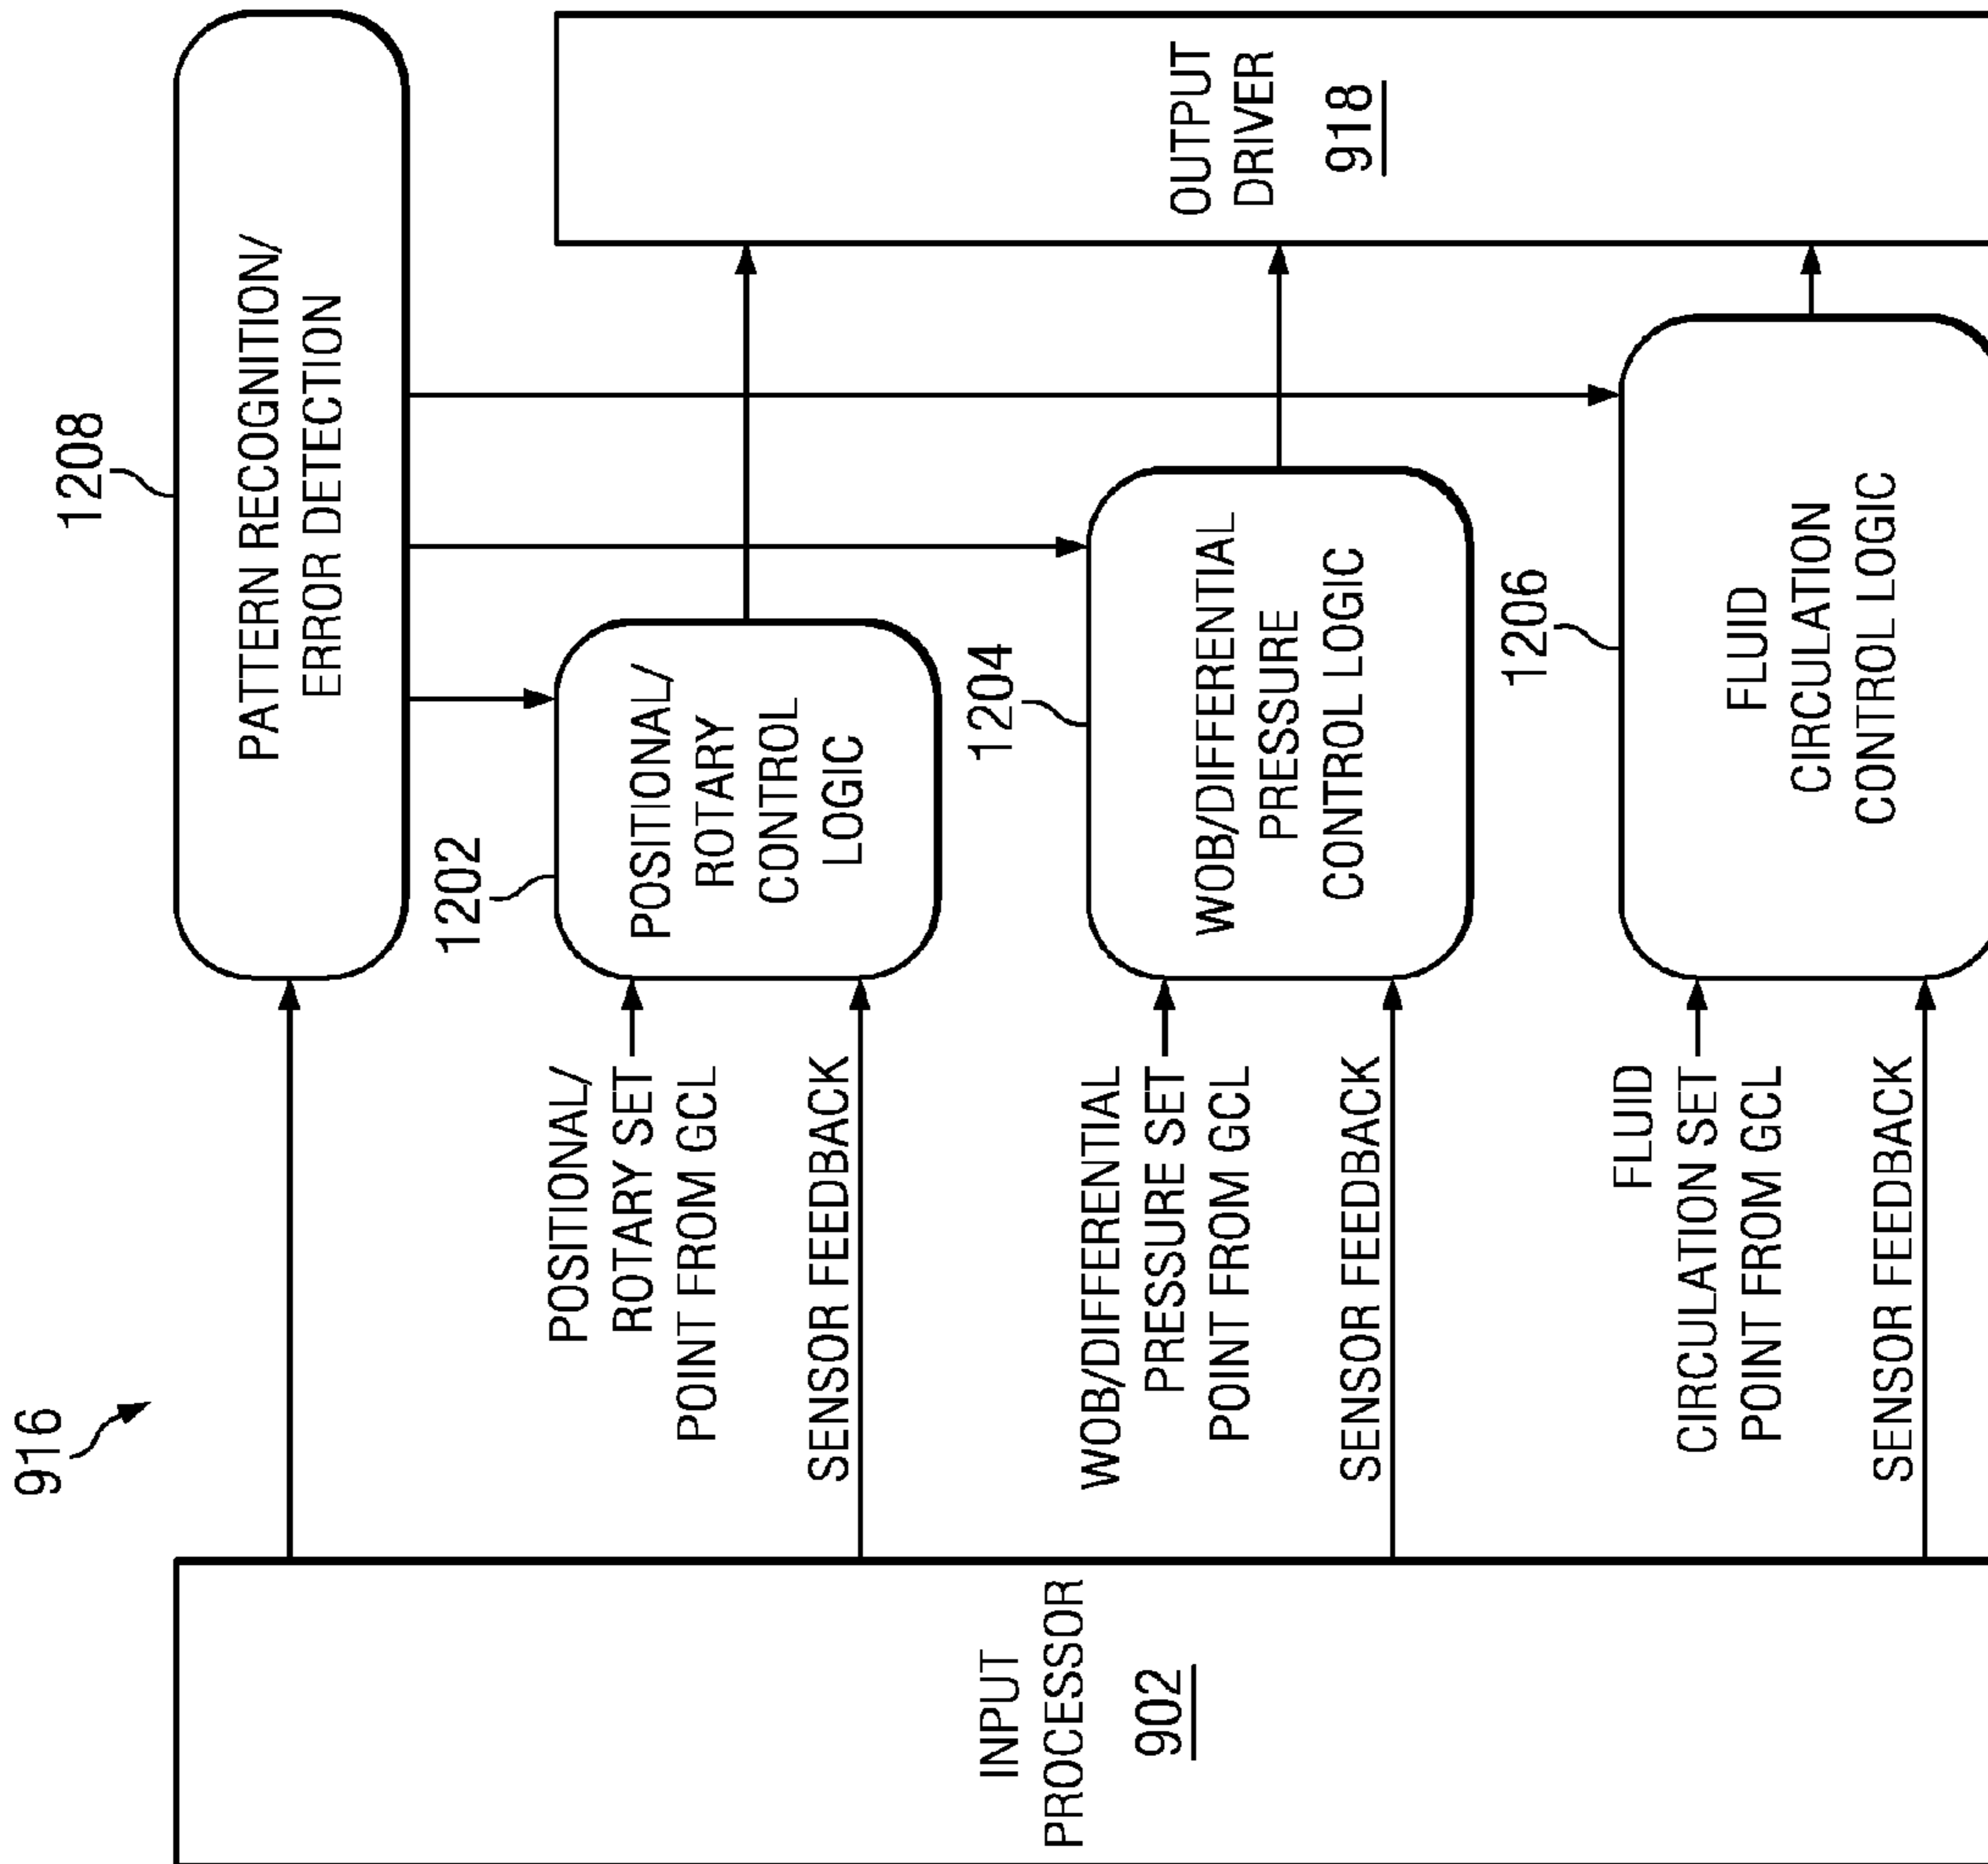 916
1208
PATTERN RECOGNITION/
ERROR DETECTION
1202
POSITIONAL/
ROTARY SET
POINT FROM GCL
SENSOR FEEDBACK
POSITIONAL/
ROTARY
CONTROL
LOGIC
INPUT
PROCESSOR
902
1204
WOB/DIFFERENTIAL
PRESSURE SET
POINT FROM GCL
SENSOR FEEDBACK
WOB/DIFFERENTIAL
PRESSURE
CONTROL LOGIC
OUTPUT
DRIVER
918
1206
FLUID
CIRCULATION SET
POINT FROM GCL
SENSOR FEEDBACK
FLUID
CIRCULATION
CONTROL LOGIC